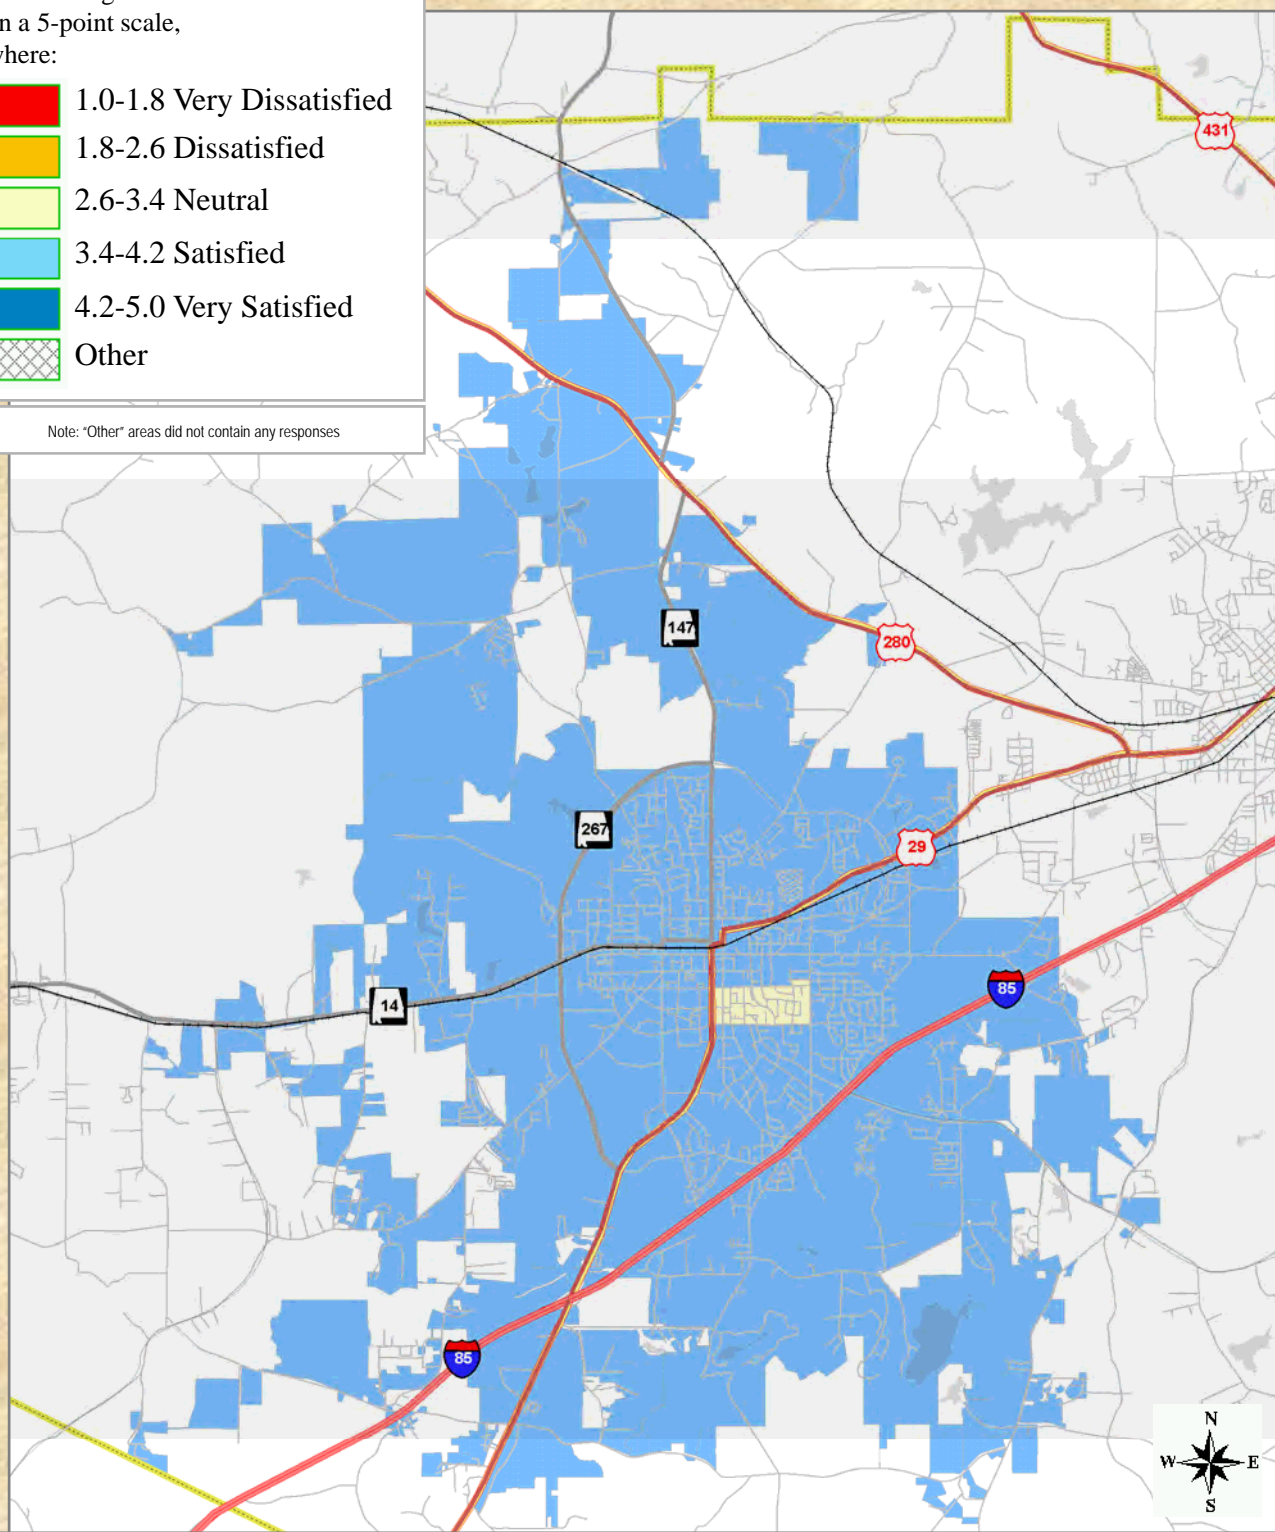 n a 5-point scale,
where:
1.0-1.8 Very Dissatisfied
1.8-2.6 Dissatisfied
2.6-3.4 Neutral
3.4-4.2 Satisfied
4.2-5.0 Very Satisfied
Other
Note: "Other" areas did not contain any responses
431
147
280
267
29
85
14
85
N
W E
S